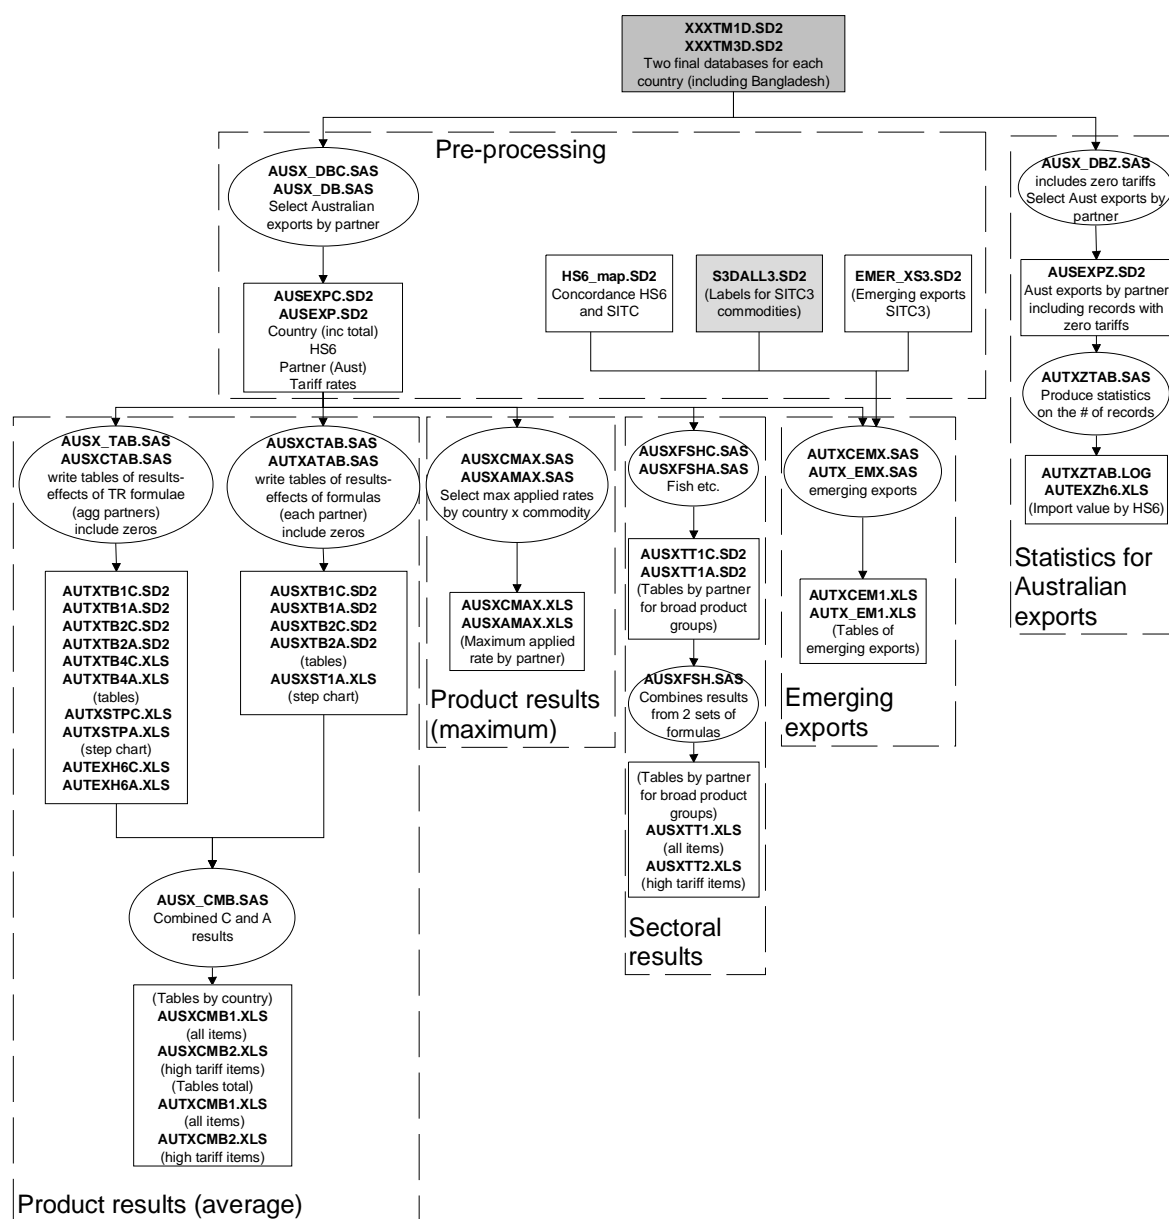 XXXTM1D.SD2
XXXTM3D.SD2
Two final databases for each
country (including Bangladesh)
Pre-processing
AUSX_DBC.SAS
AUSX_DB.SAS
Select Australian
exports by partner
AUSEXPC.SD2
AUSEXP.SD2
Country (inc total)
HS6
Partner (Aust)
Tariff rates
HS6_map.SD2
Concordance HS6
and SITC
S3DALL3.SD2
(Labels for SITC3
commodities)
EMER_XS3.SD2
(Emerging exports
SITC3)
AUSX_DBZ.SAS
includes zero tariffs
Select Aust exports by
partner
AUSEXPZ.SD2
Aust exports by partner
including records with
zero tariffs
AUTXZTAB.SAS
Produce statistics
on the # of records
AUTXZTAB.LOG
AUTEXZh6.XLS
(Import value by HS6)
Statistics for
Australian
exports
AUSX_TAB.SAS
AUSXCTAB.SAS
write tables of results-
effects of TR formulae
(agg partners)
include zeros
AUTXTB1C.SD2
AUTXTB1A.SD2
AUTXTB2C.SD2
AUTXTB2A.SD2
AUTXTB4C.XLS
AUTXTB4A.XLS
(tables)
AUTXSTPC.XLS
AUTXSTPA.XLS
(step chart)
AUTEXH6C.XLS
AUTEXH6A.XLS
AUSXCTAB.SAS
AUTXATAB.SAS
write tables of results-
effects of formulas
(each partner)
include zeros
AUSXTB1C.SD2
AUSXTB1A.SD2
AUSXTB2C.SD2
AUSXTB2A.SD2
(tables)
AUSXST1A.XLS
(step chart)
AUSX_CMB.SAS
Combined C and A
results
(Tables by country)
AUSXCMB1.XLS
(all items)
AUSXCMB2.XLS
(high tariff items)
(Tables total)
AUTXCMB1.XLS
(all items)
AUTXCMB2.XLS
(high tariff items)
Product results (average)
AUSXCMAX.SAS
AUSXAMAX.SAS
Select max applied rates
by country x commodity
AUSXCMAX.XLS
AUSXAMAX.XLS
(Maximum applied
rate by partner)
Product results
(maximum)
AUSXFSHC.SAS
AUSXFSHA.SAS
Fish etc.
AUSXTT1C.SD2
AUSXTT1A.SD2
(Tables by partner
for broad product
groups)
AUSXFSH.SAS
Combines results
from 2 sets of
formulas
(Tables by partner
for broad product
groups)
AUSXTT1.XLS
(all items)
AUSXTT2.XLS
(high tariff items)
Sectoral
results
AUTXCEMX.SAS
AUTX_EMX.SAS
emerging exports
AUTXCEM1.XLS
AUTX_EM1.XLS
(Tables of
emerging exports)
Emerging
exports